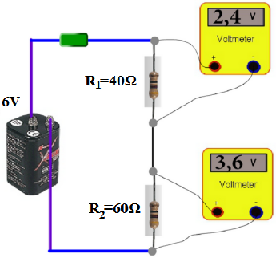 2,4 v
Voltmeter
+
-
R1=40Ω
6V
3,6 v
Voltmeter
+
-
R2=60Ω